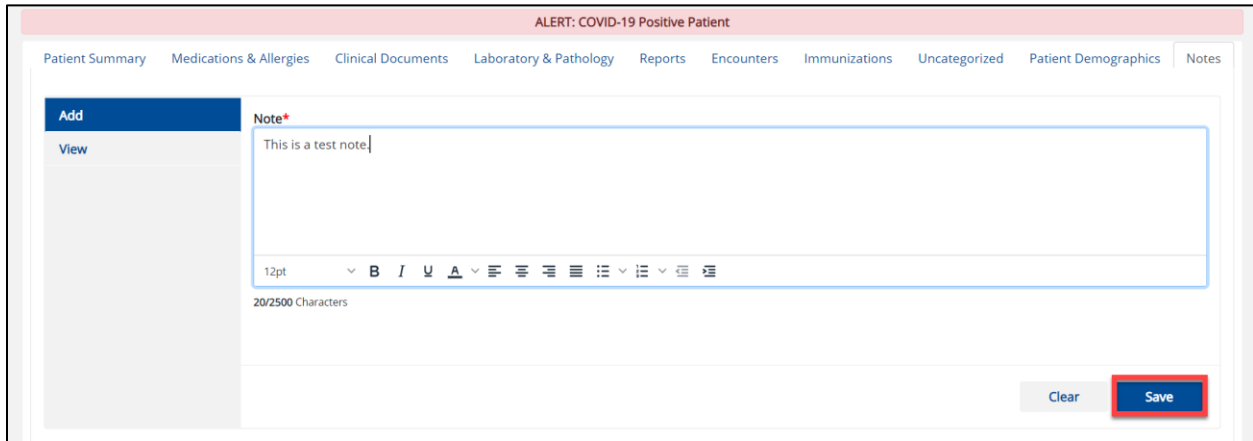 ALERT: COVID-19 Positive Patient
Patient Summary Medications & Allergies Clinical Documents Laboratory & Pathology Reports Encounters Immunizations Uncategorized Patient Demographics Notes
Add
View
Note*
This is a test note.
12pt B I U A
20/2500 Characters
Clear Save